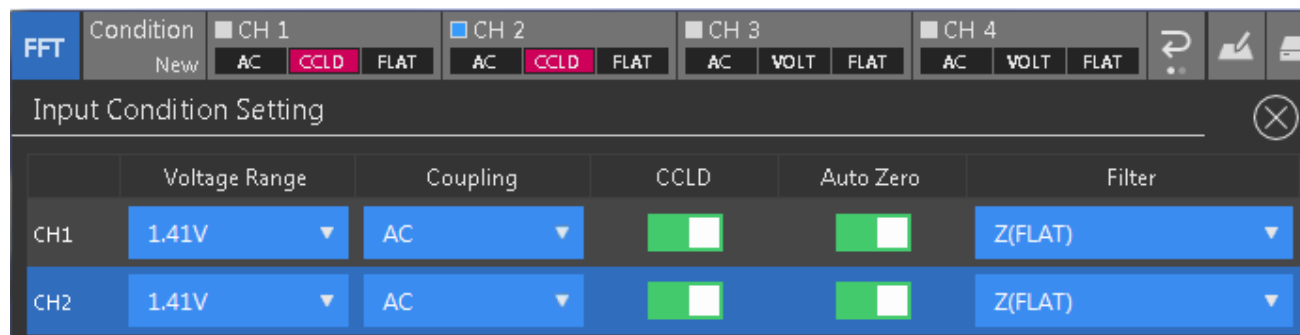 FFT Condition New CH 1 CH 2 CH 3 CH 4
AC CCLD FLAT AC CCLD FLAT AC VOLT FLAT AC VOLT FLAT
Input Condition Setting
Voltage Range Coupling CCLD Auto Zero Filter
CH1 1.41V AC Z(FLAT)
CH2 1.41V AC Z(FLAT)